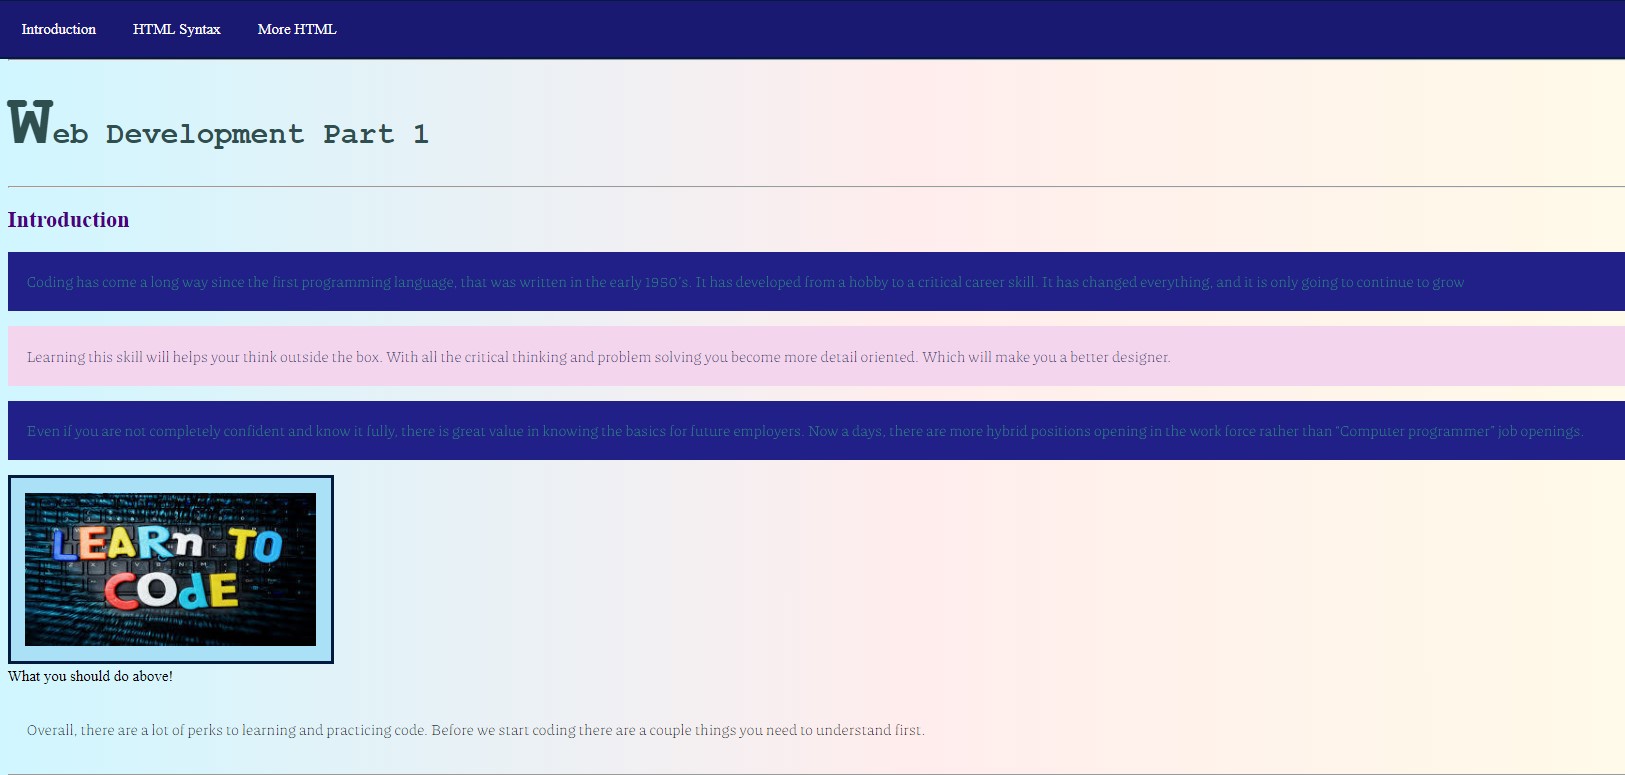 Introduction HTML Syntax More HTML
Web Development Part 1
Introduction
Coding has come a long way since the first programming language, that was written in the early 1950's. It has developed from a hobby to a critical career skill. It has changed everything, and it is only going to continue to grow
Learning this skill will helps your think outside the box. With all the critical thinking and problem solving you become more detail oriented. Which will make you a better designer.
Even if you are not completely confident and know it fully, there is great value in knowing the basics for future employers. Now a days, there are more hybrid positions opening in the work force rather than "Computer programmer" job openings.
LEARn TO
CODdE
What you should do above!
Overall, there are a lot of perks to learning and practicing code. Before we start coding there are a couple things you need to understand first.